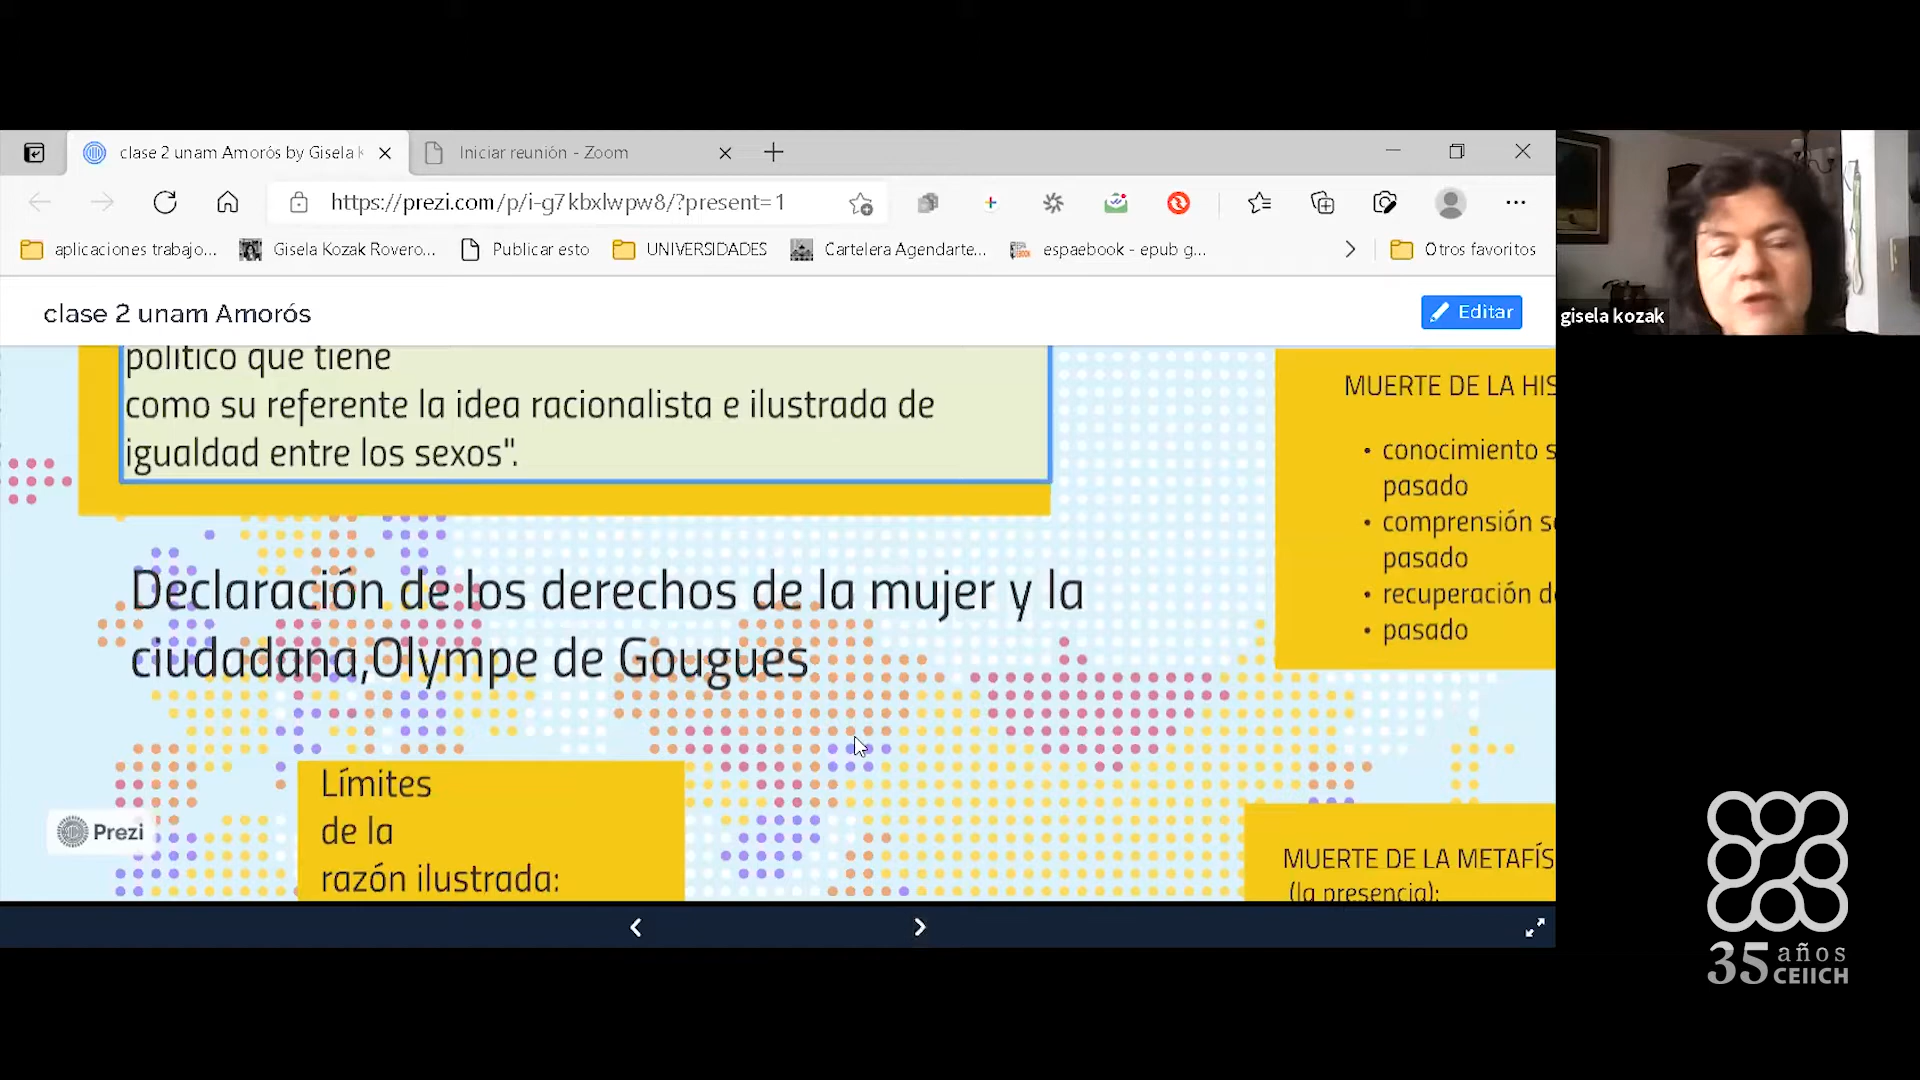 clase 2 unam Amorós by Gisela K
Iniciar reunión - Zoom
https://prezi.com/p/i-g7kbxlwpw8/?present=1
aplicaciones trabajo...
Gisela Kozak Rovero...
Publicar esto
UNIVERSIDADES
Cartelera Agendarte...
espaebook - epub g...
Otros favoritos
clase 2 unam Amorós
Editar
político que tiene
como su referente la idea racionalista e ilustrada de
igualdad entre los sexos".
Declaración de los derechos de la mujer y la
ciudadana,Olympe de Gougues
Límites
de la
razón ilustrada:
Prezi
MUERTE DE LA HIS
• conocimiento s
pasado
• comprensión s
pasado
• recuperación d
• pasado
MUERTE DE LA METAFÍS
(la presencia):
gisela kozak
35 años
CEIICH